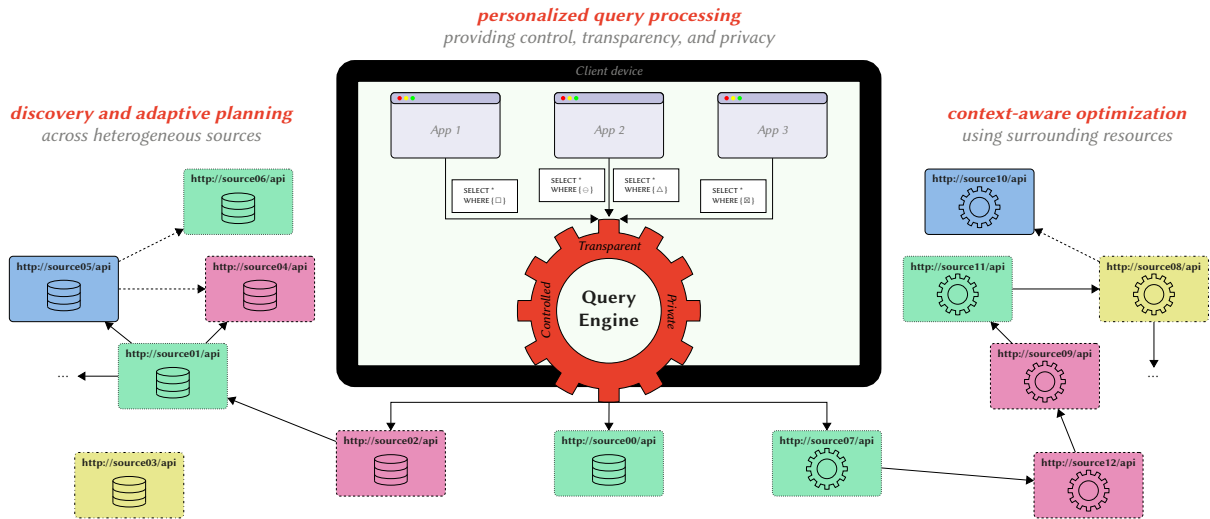 personalized query processing
providing control, transparency, and privacy
Client device
discovery and adaptive planning
across heterogeneous sources
context-aware optimization
using surrounding resources
App 1
App 2
App 3
SELECT *
WHERE { □ }
SELECT *
WHERE { ⊖ }
SELECT *
WHERE { △ }
SELECT *
WHERE { ⊠ }
Transparent
Controlled
Private
Query
Engine
http://source06/api
http://source05/api
http://source04/api
http://source01/api
...
http://source02/api
http://source03/api
http://source00/api
http://source07/api
http://source10/api
http://source11/api
http://source08/api
http://source09/api
...
http://source12/api